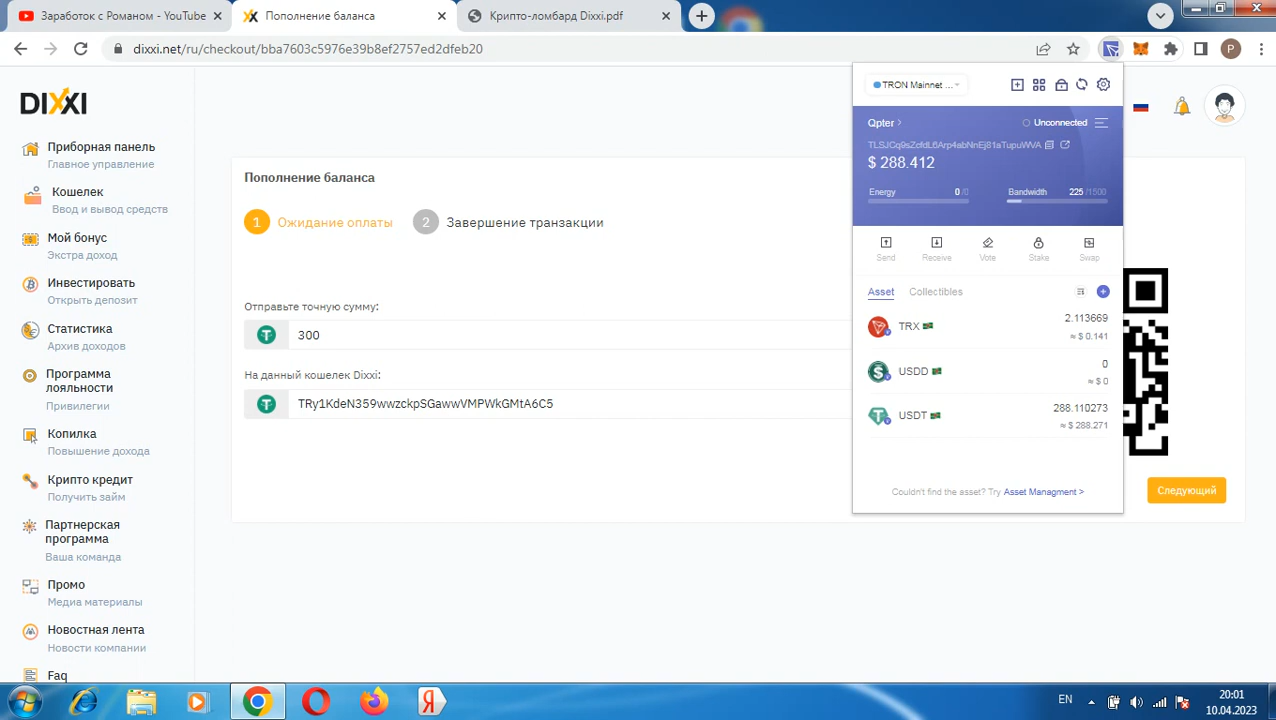 Заработок с Романом - YouTube
Пополнение баланса
Крипто-ломбард Dixxi.pdf
dixxi.net/ru/checkout/bba7603c5976e39b8ef2757ed2dfeb20
P
DIXXI
Приборная панель
Главное управление
Кошелек
Ввод и вывод средств
Мой бонус
Экстра доход
Инвестировать
Открыть депозит
Статистика
Архив доходов
Программа
лояльности
Привилегии
Копилка
Повышение дохода
Крипто кредит
Получить займ
Партнерская
программа
Ваша команда
Промо
Медиа материалы
Новостная лента
Новости компании
Faq
Пополнение баланса
1 Ожидание оплаты
2 Завершение транзакции
Отправьте точную сумму:
300
На данный кошелек Dixxi:
TRy1KdeN359wwzckpSGawwVMPWkGMtA6C5
Следующий
TRON Mainnet ...
Qpter >
Unconnected
TLSJCq9sZcfdL6Arp4abNnEj81aTupuWVA
$ 288.412
Energy 0 /0
Bandwidth 225 /1500
Send
Receive
Vote
Stake
Swap
Asset
Collectibles
TRX
2.113669
≈ $ 0.141
USDD
0
≈ $ 0
USDT
288.110273
≈ $ 288.271
Couldn't find the asset? Try Asset Managment >
EN
20:01
10.04.2023